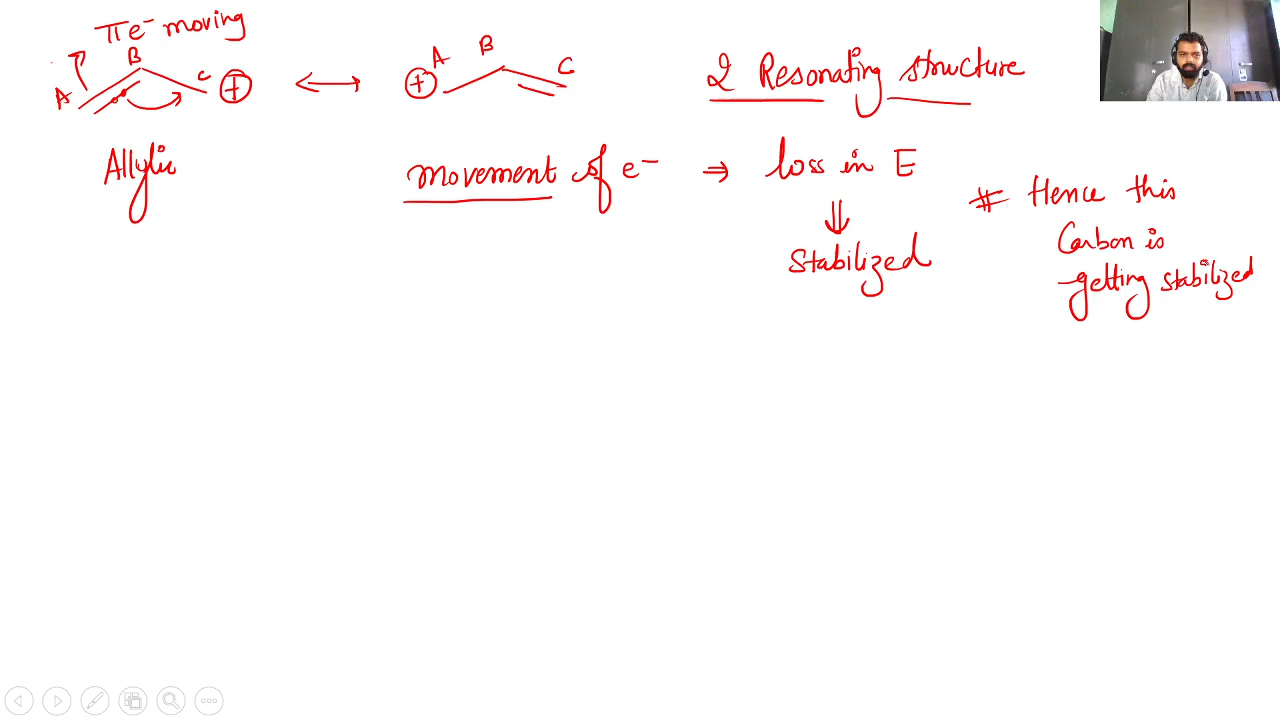 πe⁻ moving
A B C ⊕ ⟷ ⊕ A B C
2 Resonating structure
Allylic
movement of e⁻ ⇒ loss in E
⇓
Stabilized
# Hence this
Carbon is
getting stabilized